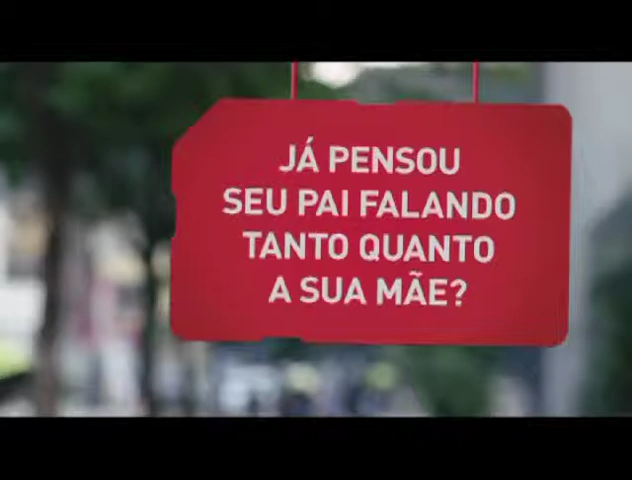 JÁ PENSOU
SEU PAI FALANDO
TANTO QUANTO
A SUA MÃE?